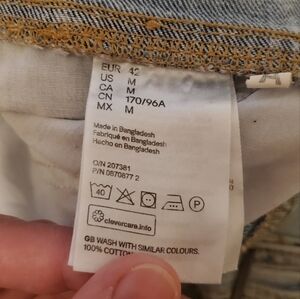 EUR 42
US M
CA M
CN 170/96A
MX M
Made in Bangladesh
Fabriqué en Bangladesh
Hecho en Bangladesh
O/N 207381
P/N 0870877 2
40 P
clevercare.info
GB WASH WITH SIMILAR COLOURS.
100% COTTON